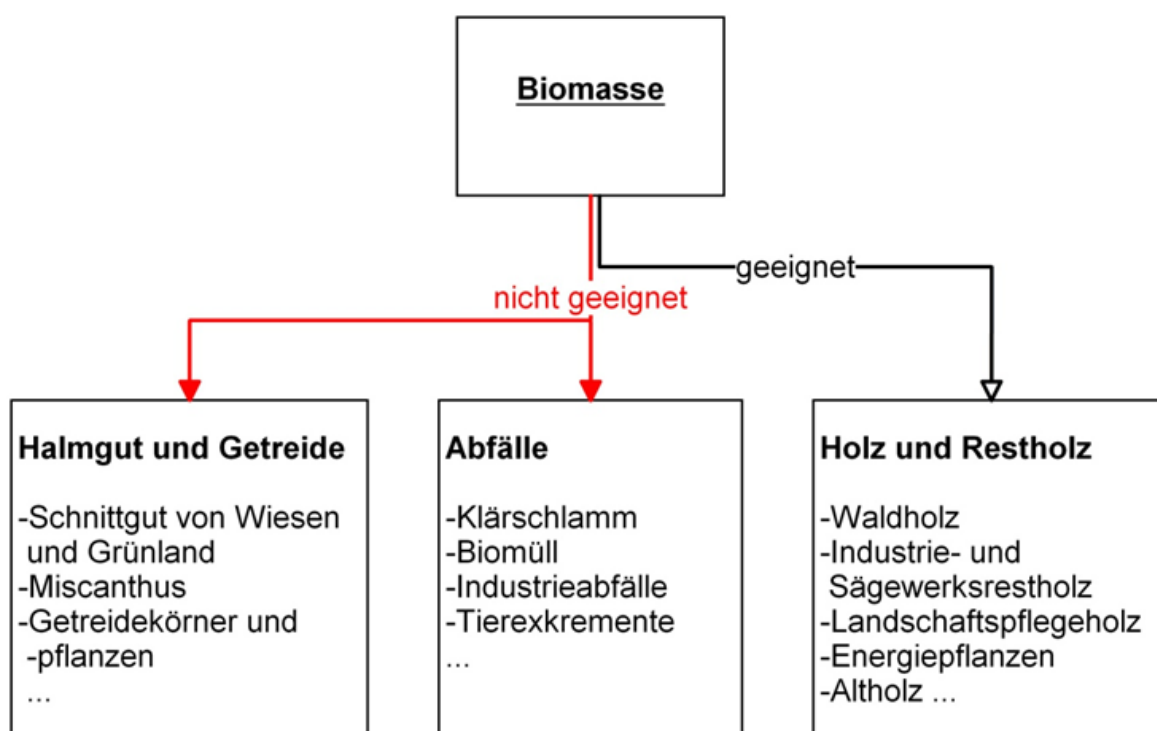 Biomasse
geeignet
nicht geeignet
Halmgut und Getreide
-Schnittgut von Wiesen
und Grünland
-Miscanthus
-Getreidekörner und
-pflanzen
...
Abfälle
-Klärschlamm
-Biomüll
-Industrieabfälle
-Tierexkremente
...
Holz und Restholz
-Waldholz
-Industrie- und
Sägewerksrestholz
-Landschaftspflegeholz
-Energiepflanzen
-Altholz ...